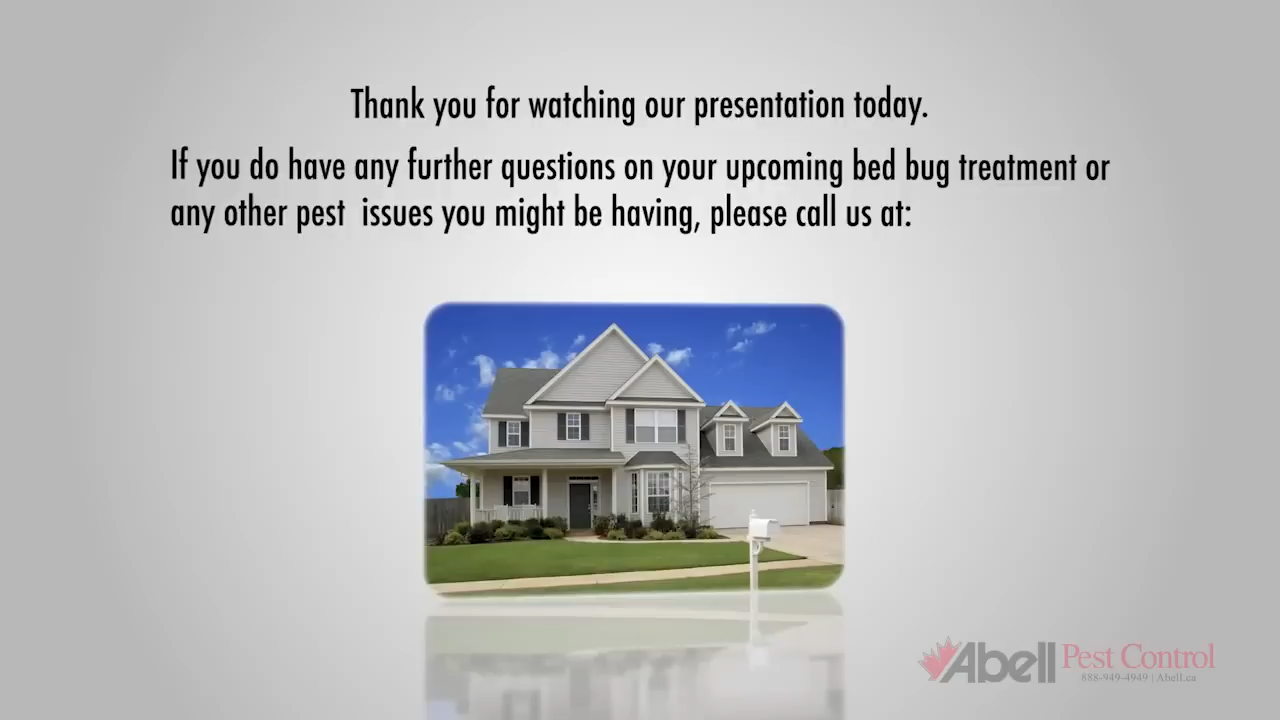 Thank you for watching our presentation today.
If you do have any further questions on your upcoming bed bug treatment or
any other pest issues you might be having, please call us at:
Abell Pest Control
888-949-4949 | Abell.ca